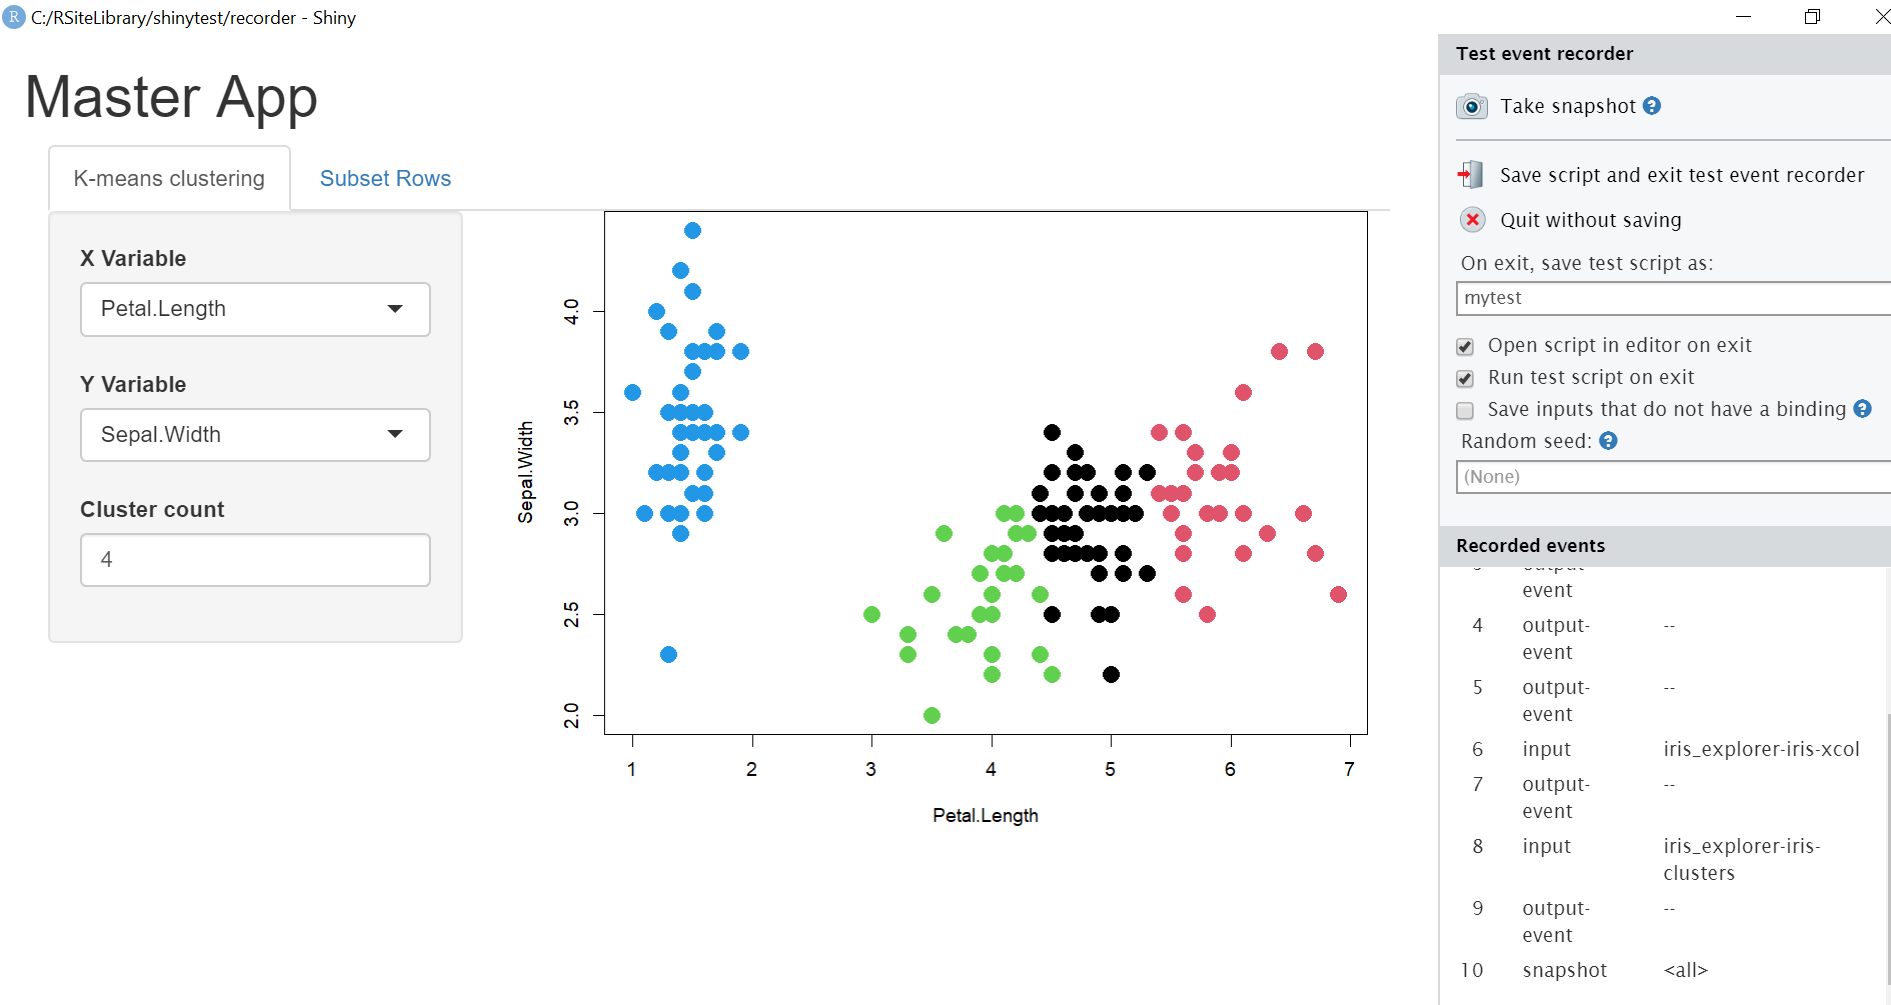 R C:/RSiteLibrary/shinytest/recorder - Shiny
Master App
K-means clustering
Subset Rows
X Variable
Petal.Length
Y Variable
Sepal.Width
Cluster count
4
Sepal.Width
4.0
3.5
3.0
2.5
2.0
1 2 3 4 5 6 7
Petal.Length
Test event recorder
Take snapshot ?
Save script and exit test event recorder
Quit without saving
On exit, save test script as:
mytest
Open script in editor on exit
Run test script on exit
Save inputs that do not have a binding ?
Random seed: ?
(None)
Recorded events
event
4 output- --
event
5 output- --
event
6 input iris_explorer-iris-xcol
7 output- --
event
8 input iris_explorer-iris-
clusters
9 output- --
event
10 snapshot <all>